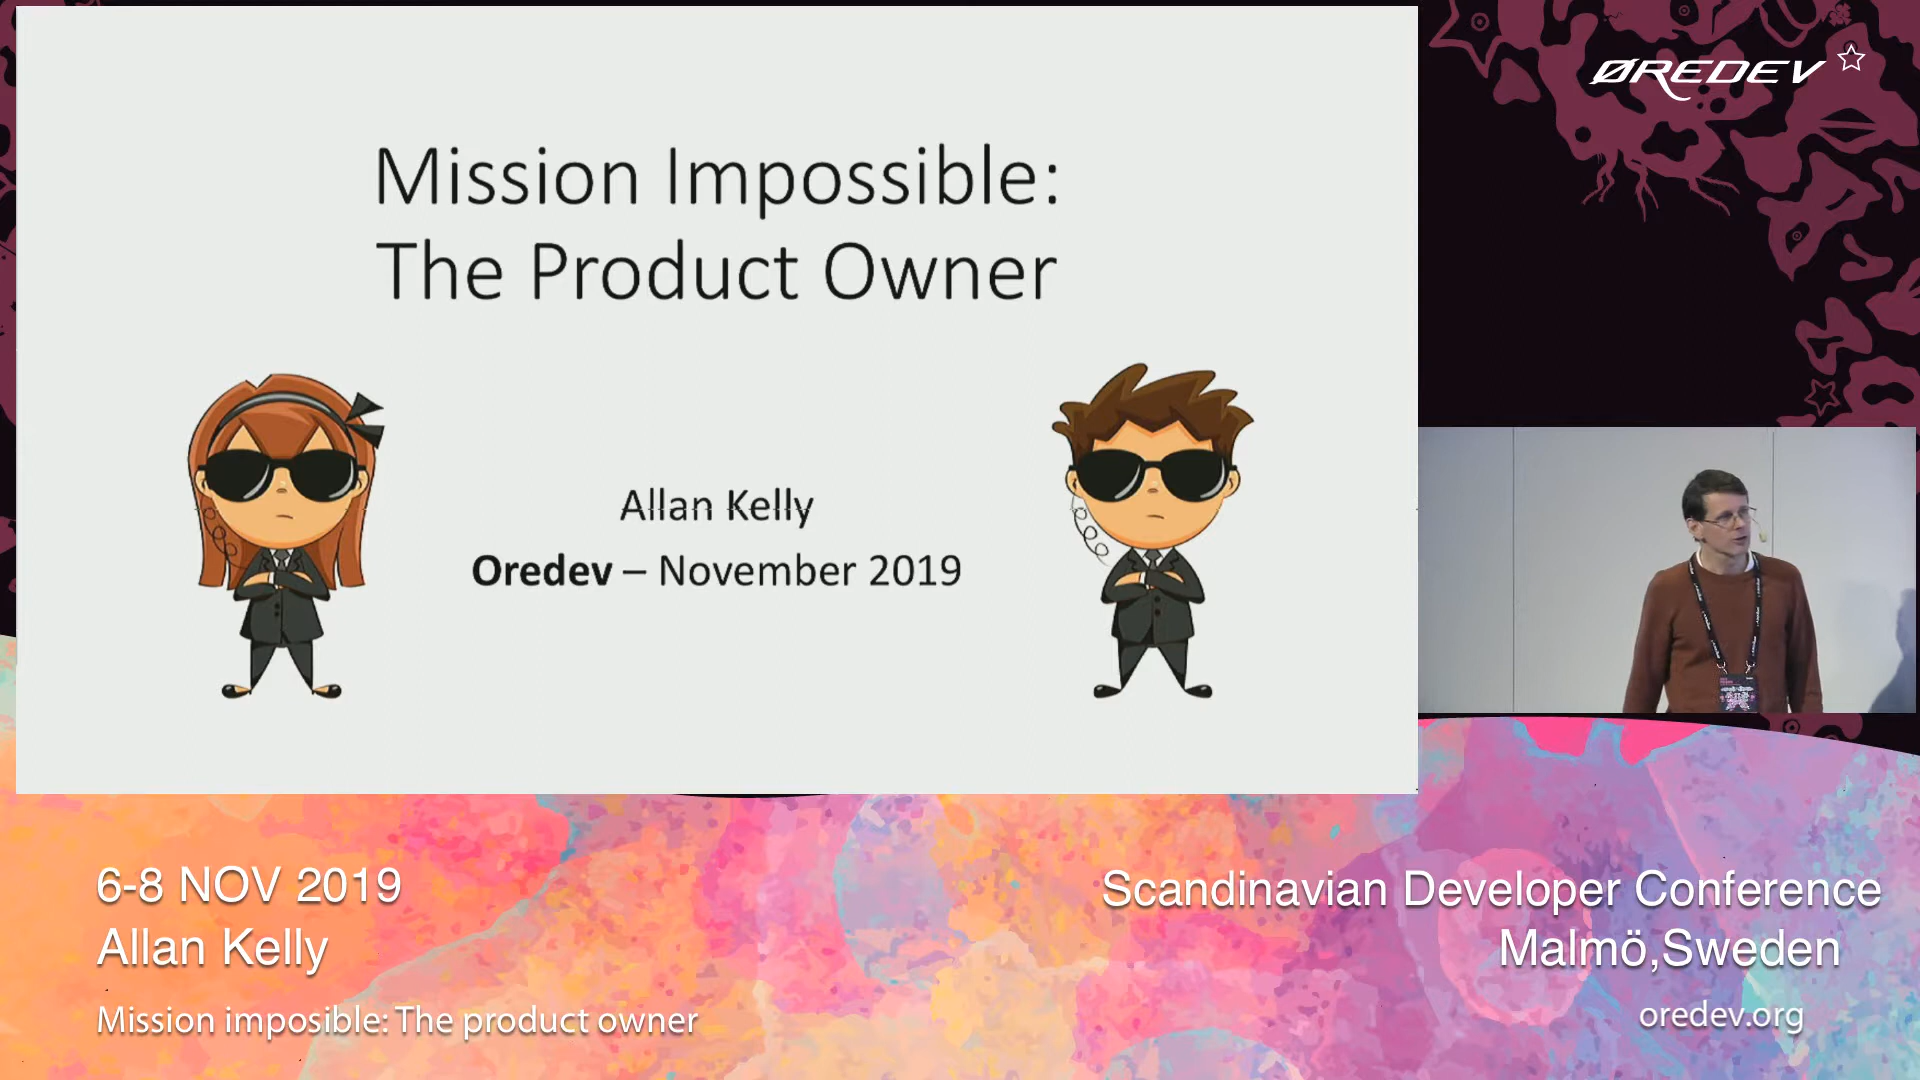 Mission Impossible:
The Product Owner
Allan Kelly
Oredev – November 2019
ØREDEV
6-8 NOV 2019
Allan Kelly
Mission imposible: The product owner
Scandinavian Developer Conference
Malmö,Sweden
oredev.org